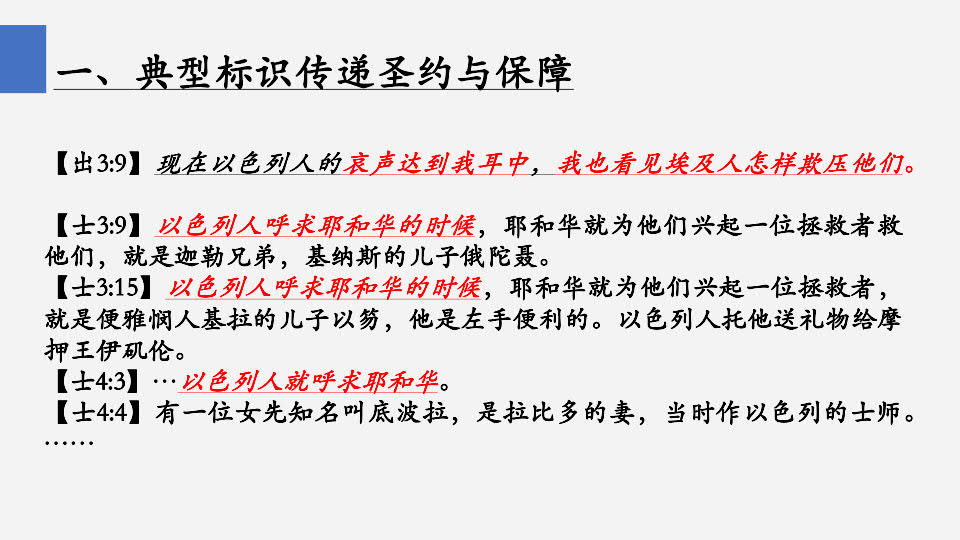 一、典型标识传递圣约与保障
【出3:9】现在以色列人的哀声达到我耳中，我也看见埃及人怎样欺压他们。
【士3:9】以色列人呼求耶和华的时候，耶和华就为他们兴起一位拯救者救
他们，就是迦勒兄弟，基纳斯的儿子俄陀聂。
【士3:15】以色列人呼求耶和华的时候，耶和华就为他们兴起一位拯救者，
就是便雅悯人基拉的儿子以笏，他是左手便利的。以色列人托他送礼物给摩
押王伊矶伦。
【士4:3】…以色列人就呼求耶和华。
【士4:4】有一位女先知名叫底波拉，是拉比多的妻，当时作以色列的士师。
……